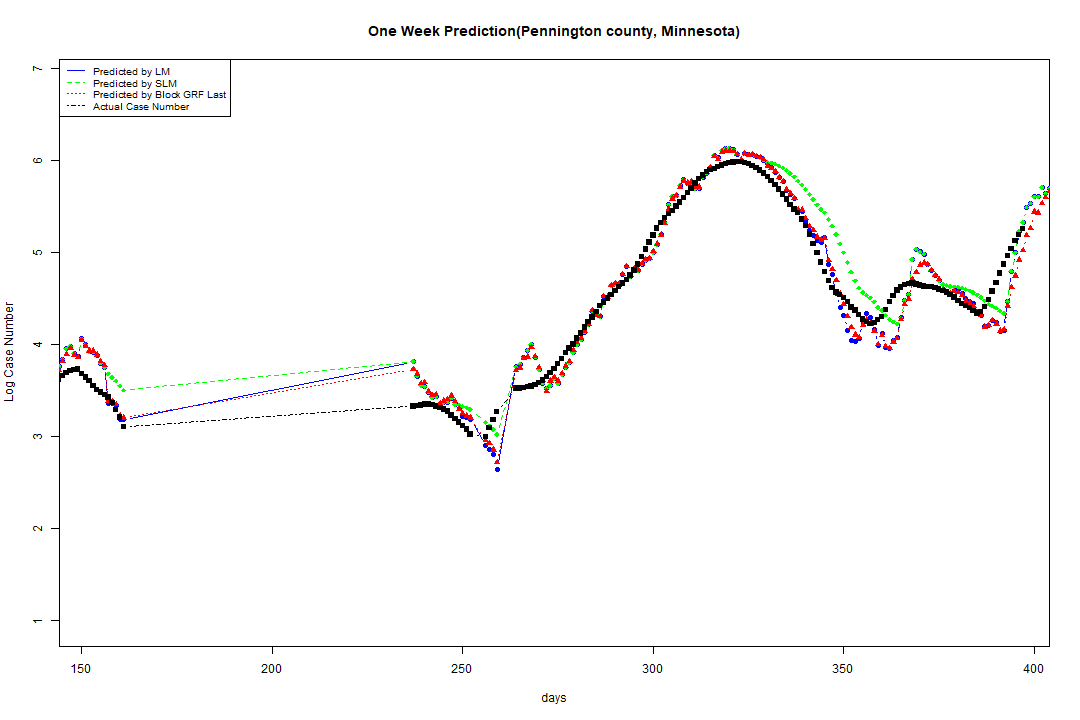 One Week Prediction(Pennington county, Minnesota)
Predicted by LM
Predicted by SLM
Predicted by Block GRF Last
Actual Case Number
7
6
5
4
3
2
1
Log Case Number
150 200 250 300 350 400
days